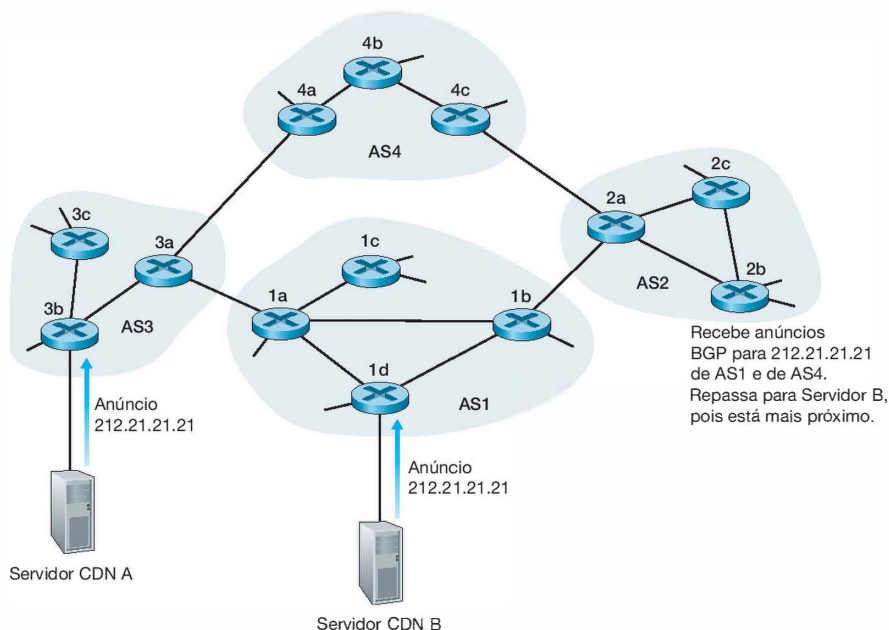 4b
4a
4c
AS4
2c
2a
3c
3a
1c
2b
AS2
3b
1a
1b
AS3
Recebe anúncios
BGP para 212.21.21.21
de AS1 e de AS4.
Repassa para Servidor B,
pois está mais próximo.
1d
AS1
Anúncio
212.21.21.21
Anúncio
212.21.21.21
Servidor CDN A
Servidor CDN B